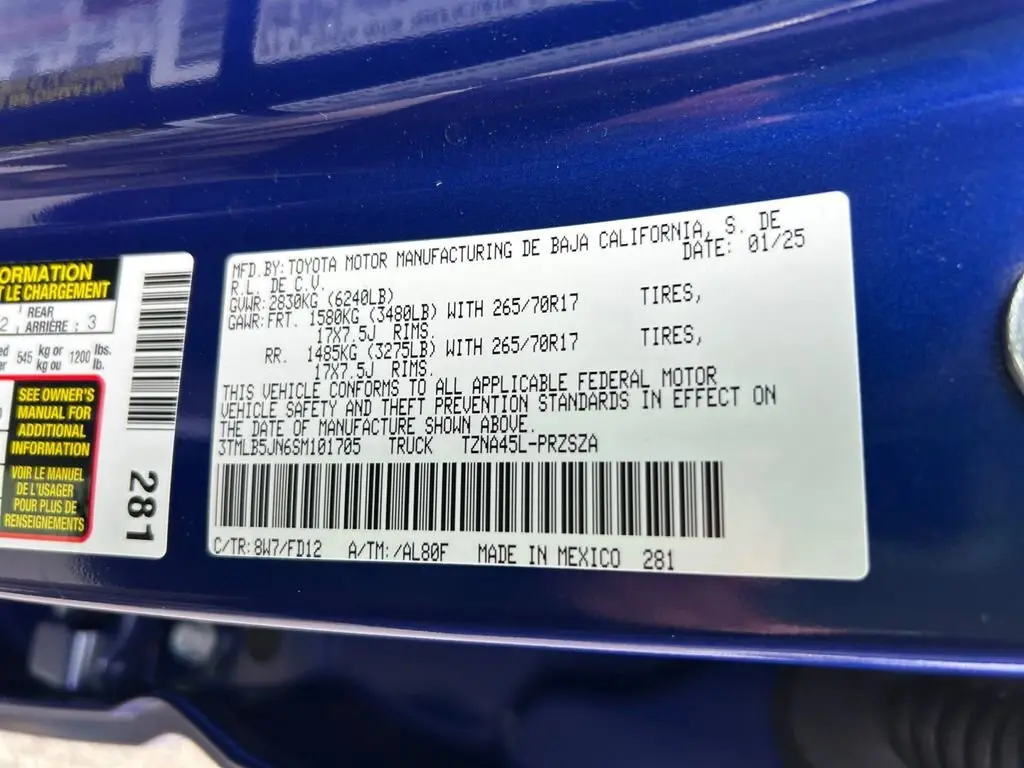 ORMATION
T LE CHARGEMENT
2 REAR ARRIÈRE : 3
545 kg or kg ou 1200 lbs. lb.
SEE OWNER'S
MANUAL FOR
ADDITIONAL
INFORMATION
VOIR LE MANUEL
DE L'USAGER
POUR PLUS DE
RENSEIGNEMENTS
281
MFD.BY:TOYOTA MOTOR MANUFACTURING DE BAJA CALIFORNIA, S. DE
R.L. DE C.V. DATE: 01/25
GVWR:2830KG (6240LB)
GAWR:FRT. 1580KG (3480LB) WITH 265/70R17 TIRES,
17X7.5J RIMS.
RR. 1485KG (3275LB) WITH 265/70R17 TIRES,
17X7.5J RIMS.
THIS VEHICLE CONFORMS TO ALL APPLICABLE FEDERAL MOTOR
VEHICLE SAFETY AND THEFT PREVENTION STANDARDS IN EFFECT ON
THE DATE OF MANUFACTURE SHOWN ABOVE.
3TMLB5JN6SM101705 TRUCK TZNA45L-PRZSZA
C/TR:8W7/FD12 A/TM:/AL80F MADE IN MEXICO 281